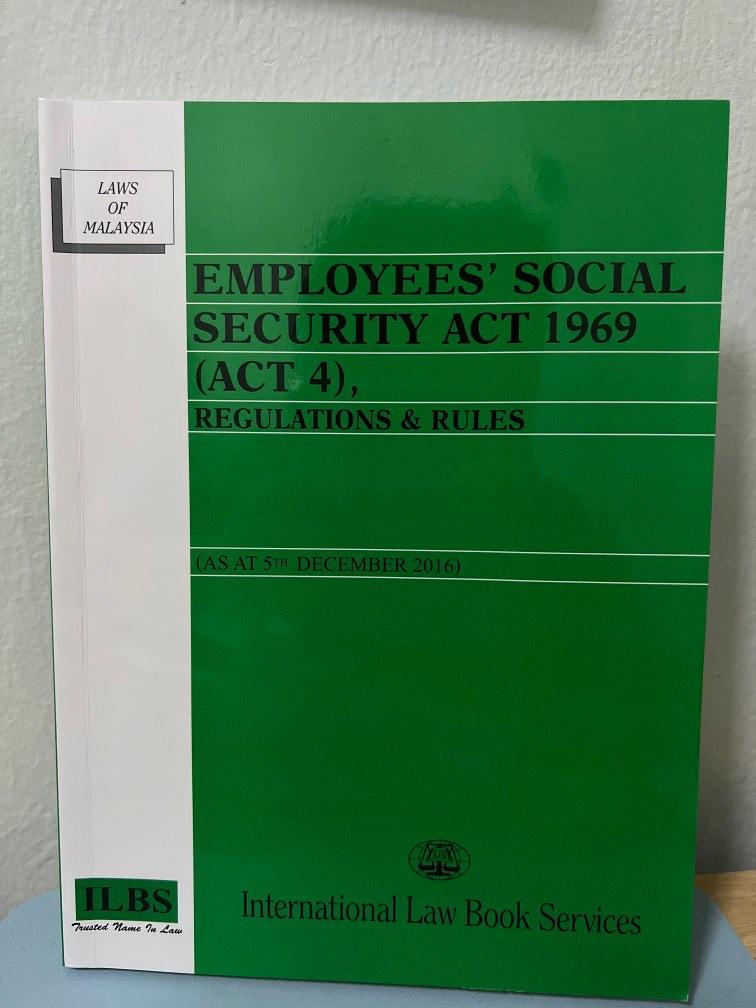 LAWS
OF
MALAYSIA
EMPLOYEES' SOCIAL
SECURITY ACT 1969
(ACT 4),
REGULATIONS & RULES
(AS AT 5TH DECEMBER 2016)
International Law Book Services
ILBS
Trusted Name In Law